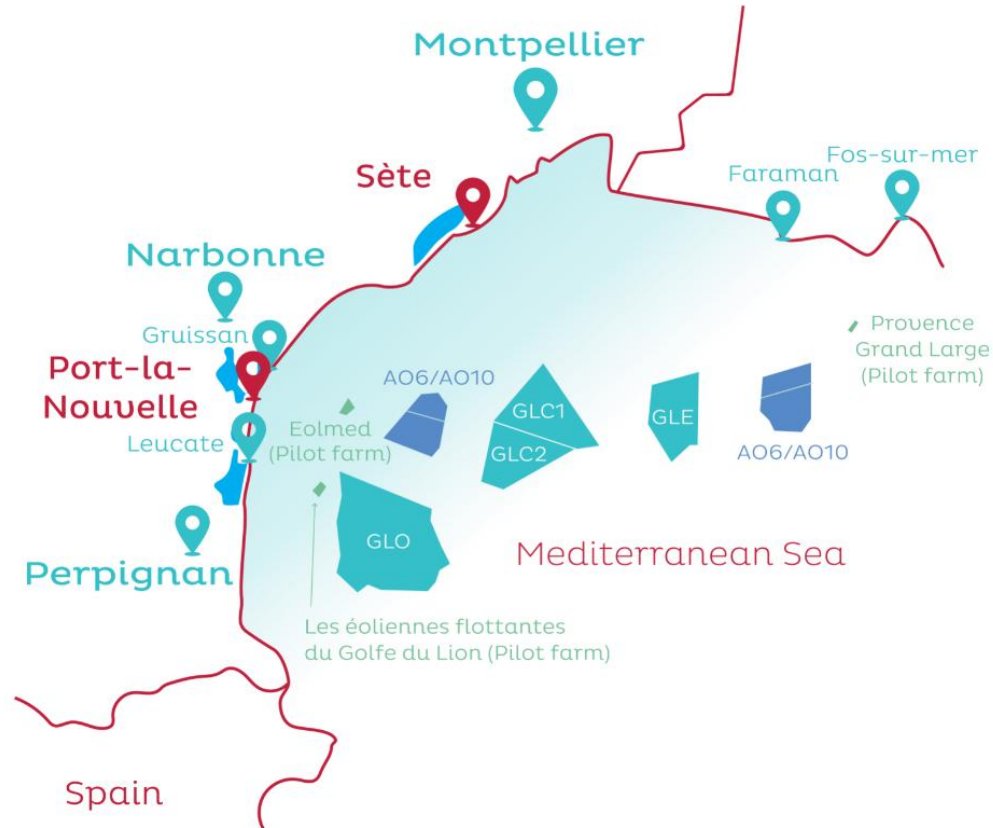 Montpellier
Sète
Fos-sur-mer
Faraman
Narbonne
Gruissan
Port-la-
Nouvelle
Leucate
Perpignan
Provence
Grand Large
(Pilot farm)
AO6/AO10
Eolmed
(Pilot farm)
GLC1
GLC2
GLE
AO6/AO10
GLO
Mediterranean Sea
Les éoliennes flottantes
du Golfe du Lion (Pilot farm)
Spain